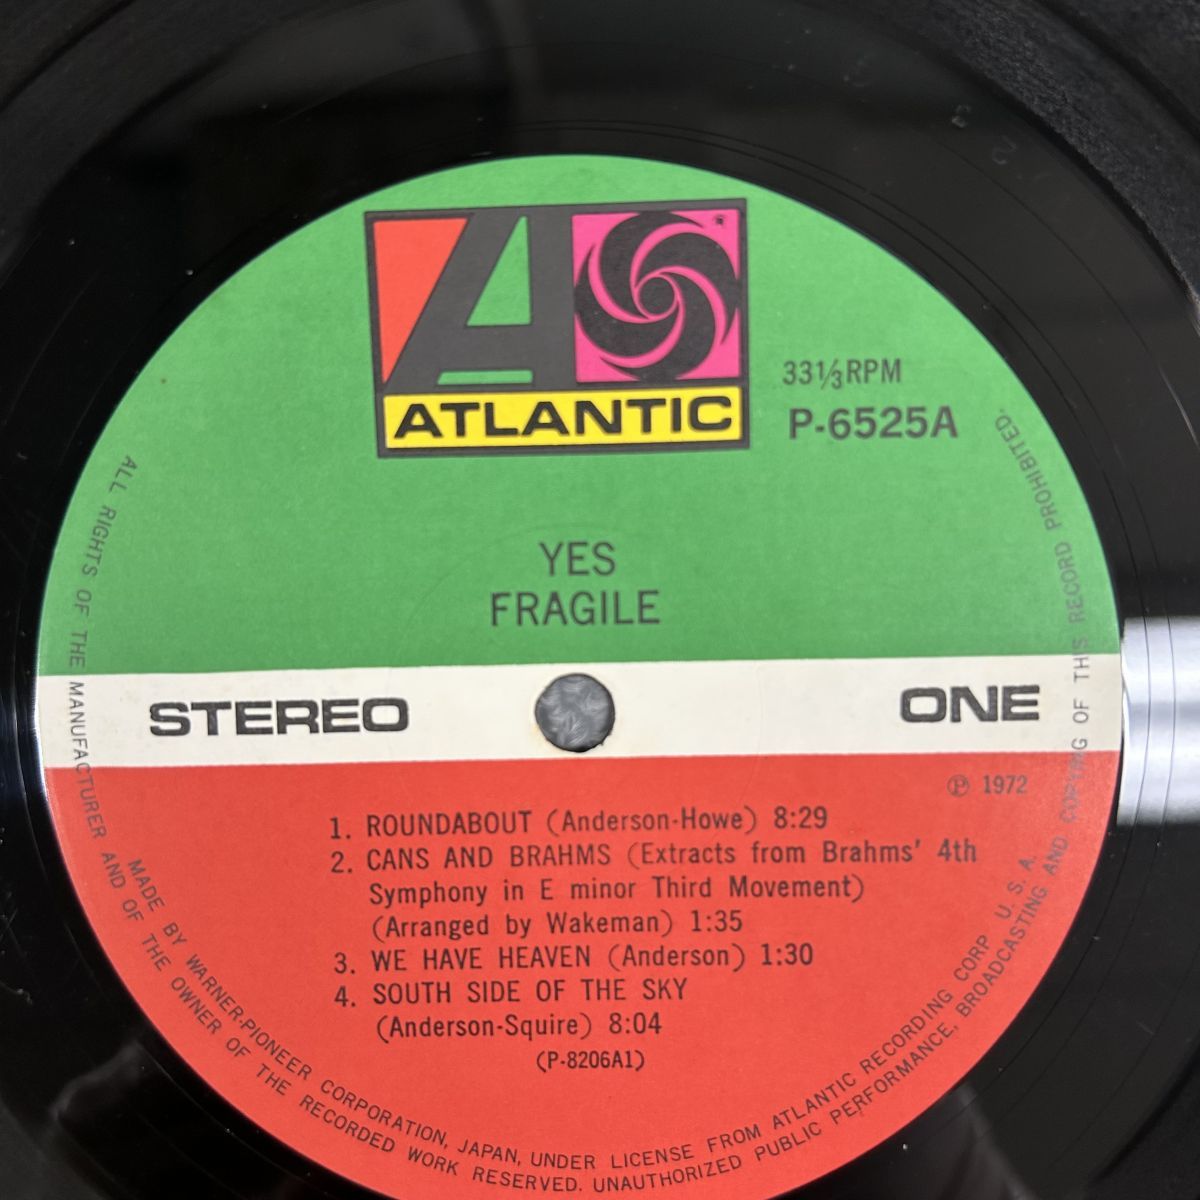 ATLANTIC
33⅓RPM
P-6525A
YES
FRAGILE
STEREO
ONE
Ⓟ 1972
1. ROUNDABOUT (Anderson-Howe) 8:29
2. CANS AND BRAHMS (Extracts from Brahms' 4th
Symphony in E minor Third Movement)
(Arranged by Wakeman) 1:35
3. WE HAVE HEAVEN (Anderson) 1:30
4. SOUTH SIDE OF THE SKY
(Anderson-Squire) 8:04
(P-8206A1)
MADE BY WARNER-PIONEER CORPORATION, JAPAN, UNDER LICENSE FROM ATLANTIC RECORDING CORP. U. S. A.
ALL RIGHTS OF THE MANUFACTURER AND OF THE OWNER OF THE RECORDED WORK RESERVED. UNAUTHORIZED PUBLIC PERFORMANCE, BROADCASTING AND COPYING OF THIS RECORD PROHIBITED.